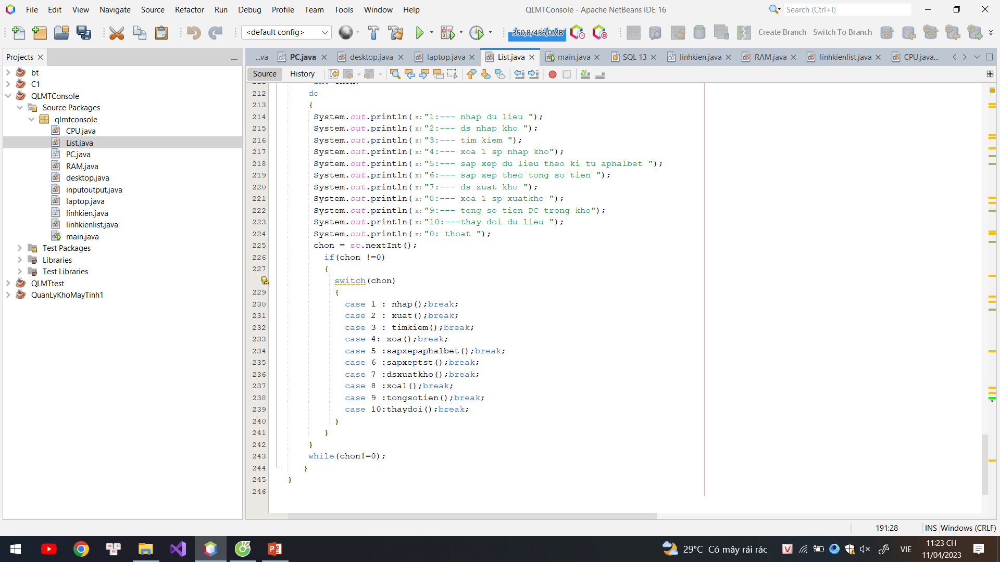 File Edit View Navigate Source Refactor Run Debug Profile Team Tools Window Help QLMTConsole - Apache NetBeans IDE 16 Search (Ctrl+I)
<default config> 350,8/456,0MB Create Branch Switch To Branch
Projects
...va PC.java desktop.java laptop.java List.java main.java SQL 13 linhkien.java RAM.java linhkienlist.java CPU.java...
Source History
bt
C1
QLMTConsole
Source Packages
qlmtconsole
CPU.java
List.java
PC.java
RAM.java
desktop.java
inputoutput.java
laptop.java
linhkien.java
linhkienlist.java
main.java
Test Packages
Libraries
Test Libraries
QLMTtest
QuanLyKhoMayTinh1
212 do
213 {
214 System.out.println(x:"1:--- nhap du lieu ");
215 System.out.println(x:"2:--- ds nhap kho ");
216 System.out.println(x:"3:--- tim kiem ");
217 System.out.println(x:"4:--- xoa 1 sp nhap kho");
218 System.out.println(x:"5:--- sap xep du lieu theo ki tu aphalbet ");
219 System.out.println(x:"6:--- sap xep theo tong so tien ");
220 System.out.println(x:"7:--- ds xuat kho ");
221 System.out.println(x:"8:--- xoa 1 sp xuatkho ");
222 System.out.println(x:"9:--- tong so tien PC trong kho");
223 System.out.println(x:"10:---thay doi du lieu ");
224 System.out.println(x:"0: thoat ");
225 chon = sc.nextInt();
226 if(chon !=0)
227 {
switch(chon)
229 {
230 case 1 : nhap();break;
231 case 2 : xuat();break;
232 case 3 : timkiem();break;
233 case 4: xoa();break;
234 case 5 :sapxepaphalbet();break;
235 case 6 :sapxeptst();break;
236 case 7 :dsxuatkho();break;
237 case 8 :xoa1();break;
238 case 9 :tongsotien();break;
239 case 10:thaydoi();break;
240 }
241 }
242 }
243 while(chon!=0);
244 }
245 }
246
191:28 INS Windows (CRLF)
29°C Có mây rải rác VIE 11:23 CH
11/04/2023